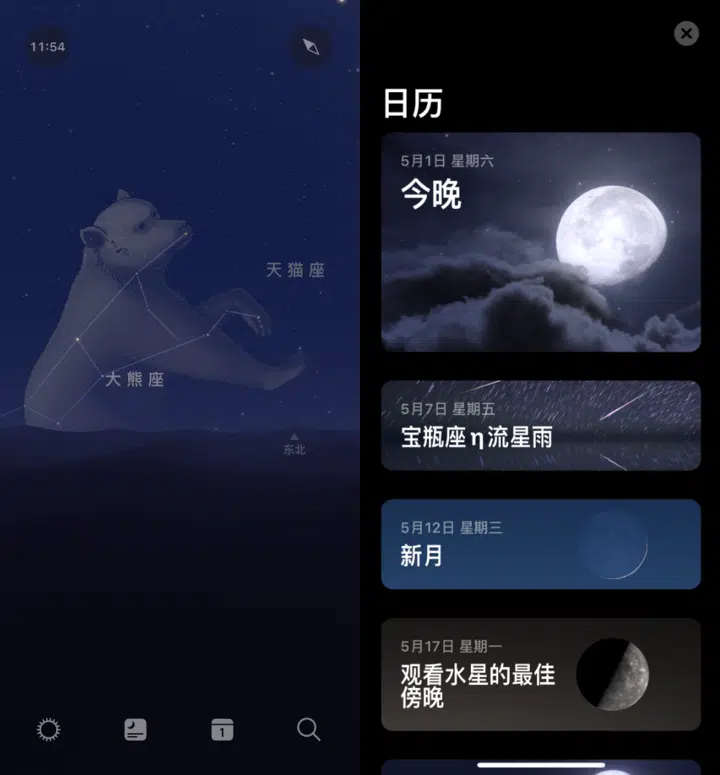 11:54
天猫座
大熊座
东北
1
日历
5月1日 星期六
今晚
5月7日 星期五
宝瓶座η流星雨
5月12日 星期三
新月
5月17日 星期一
观看水星的最佳
傍晚